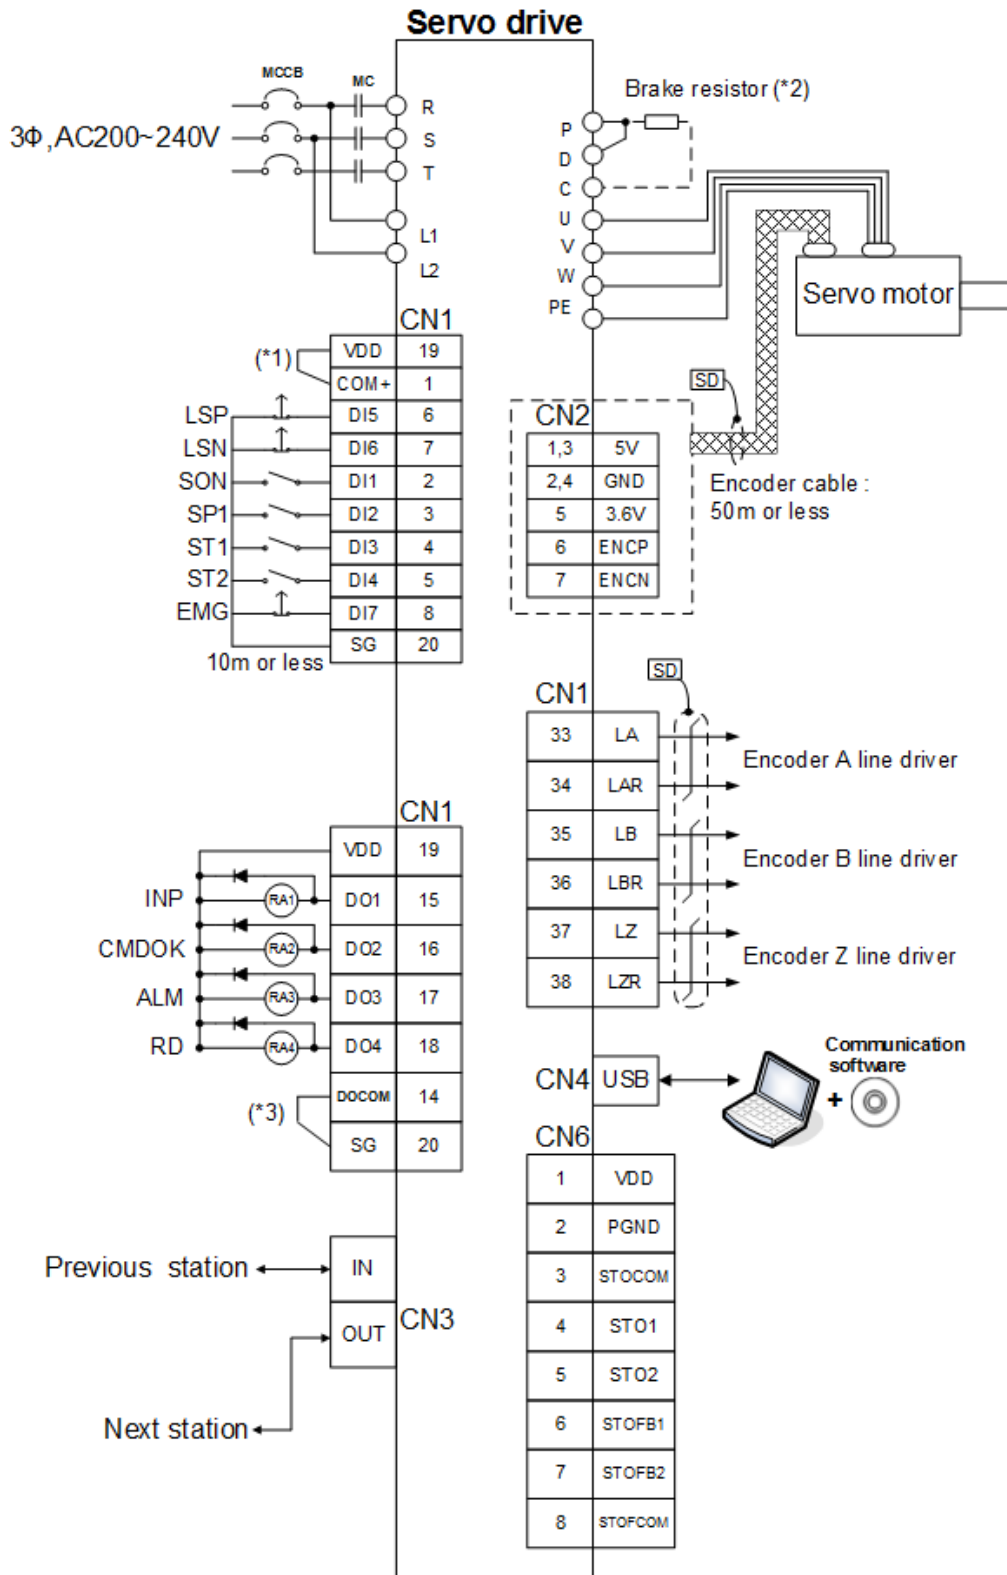 Servo drive
MCCB
MC
3Φ,AC200~240V
R
S
T
L1
L2
Brake resistor (*2)
P
D
C
U
V
W
PE
Servo motor
CN1
(*1)
VDD 19
COM+ 1
LSP DI5 6
LSN DI6 7
SON DI1 2
SP1 DI2 3
ST1 DI3 4
ST2 DI4 5
EMG DI7 8
SG 20
10m or less
SD
CN2
1,3 5V
2,4 GND
5 3.6V
6 ENCP
7 ENCN
Encoder cable :
50m or less
SD
CN1
33 LA
34 LAR
35 LB
36 LBR
37 LZ
38 LZR
Encoder A line driver
Encoder B line driver
Encoder Z line driver
CN1
VDD 19
INP RA1 DO1 15
CMDOK RA2 DO2 16
ALM RA3 DO3 17
RD RA4 DO4 18
DOCOM 14
(*3)
SG 20
CN4 USB
Communication
software
+
CN6
1 VDD
2 PGND
3 STOCOM
4 STO1
5 STO2
6 STOFB1
7 STOFB2
8 STOFCOM
Previous station IN
OUT CN3
Next station